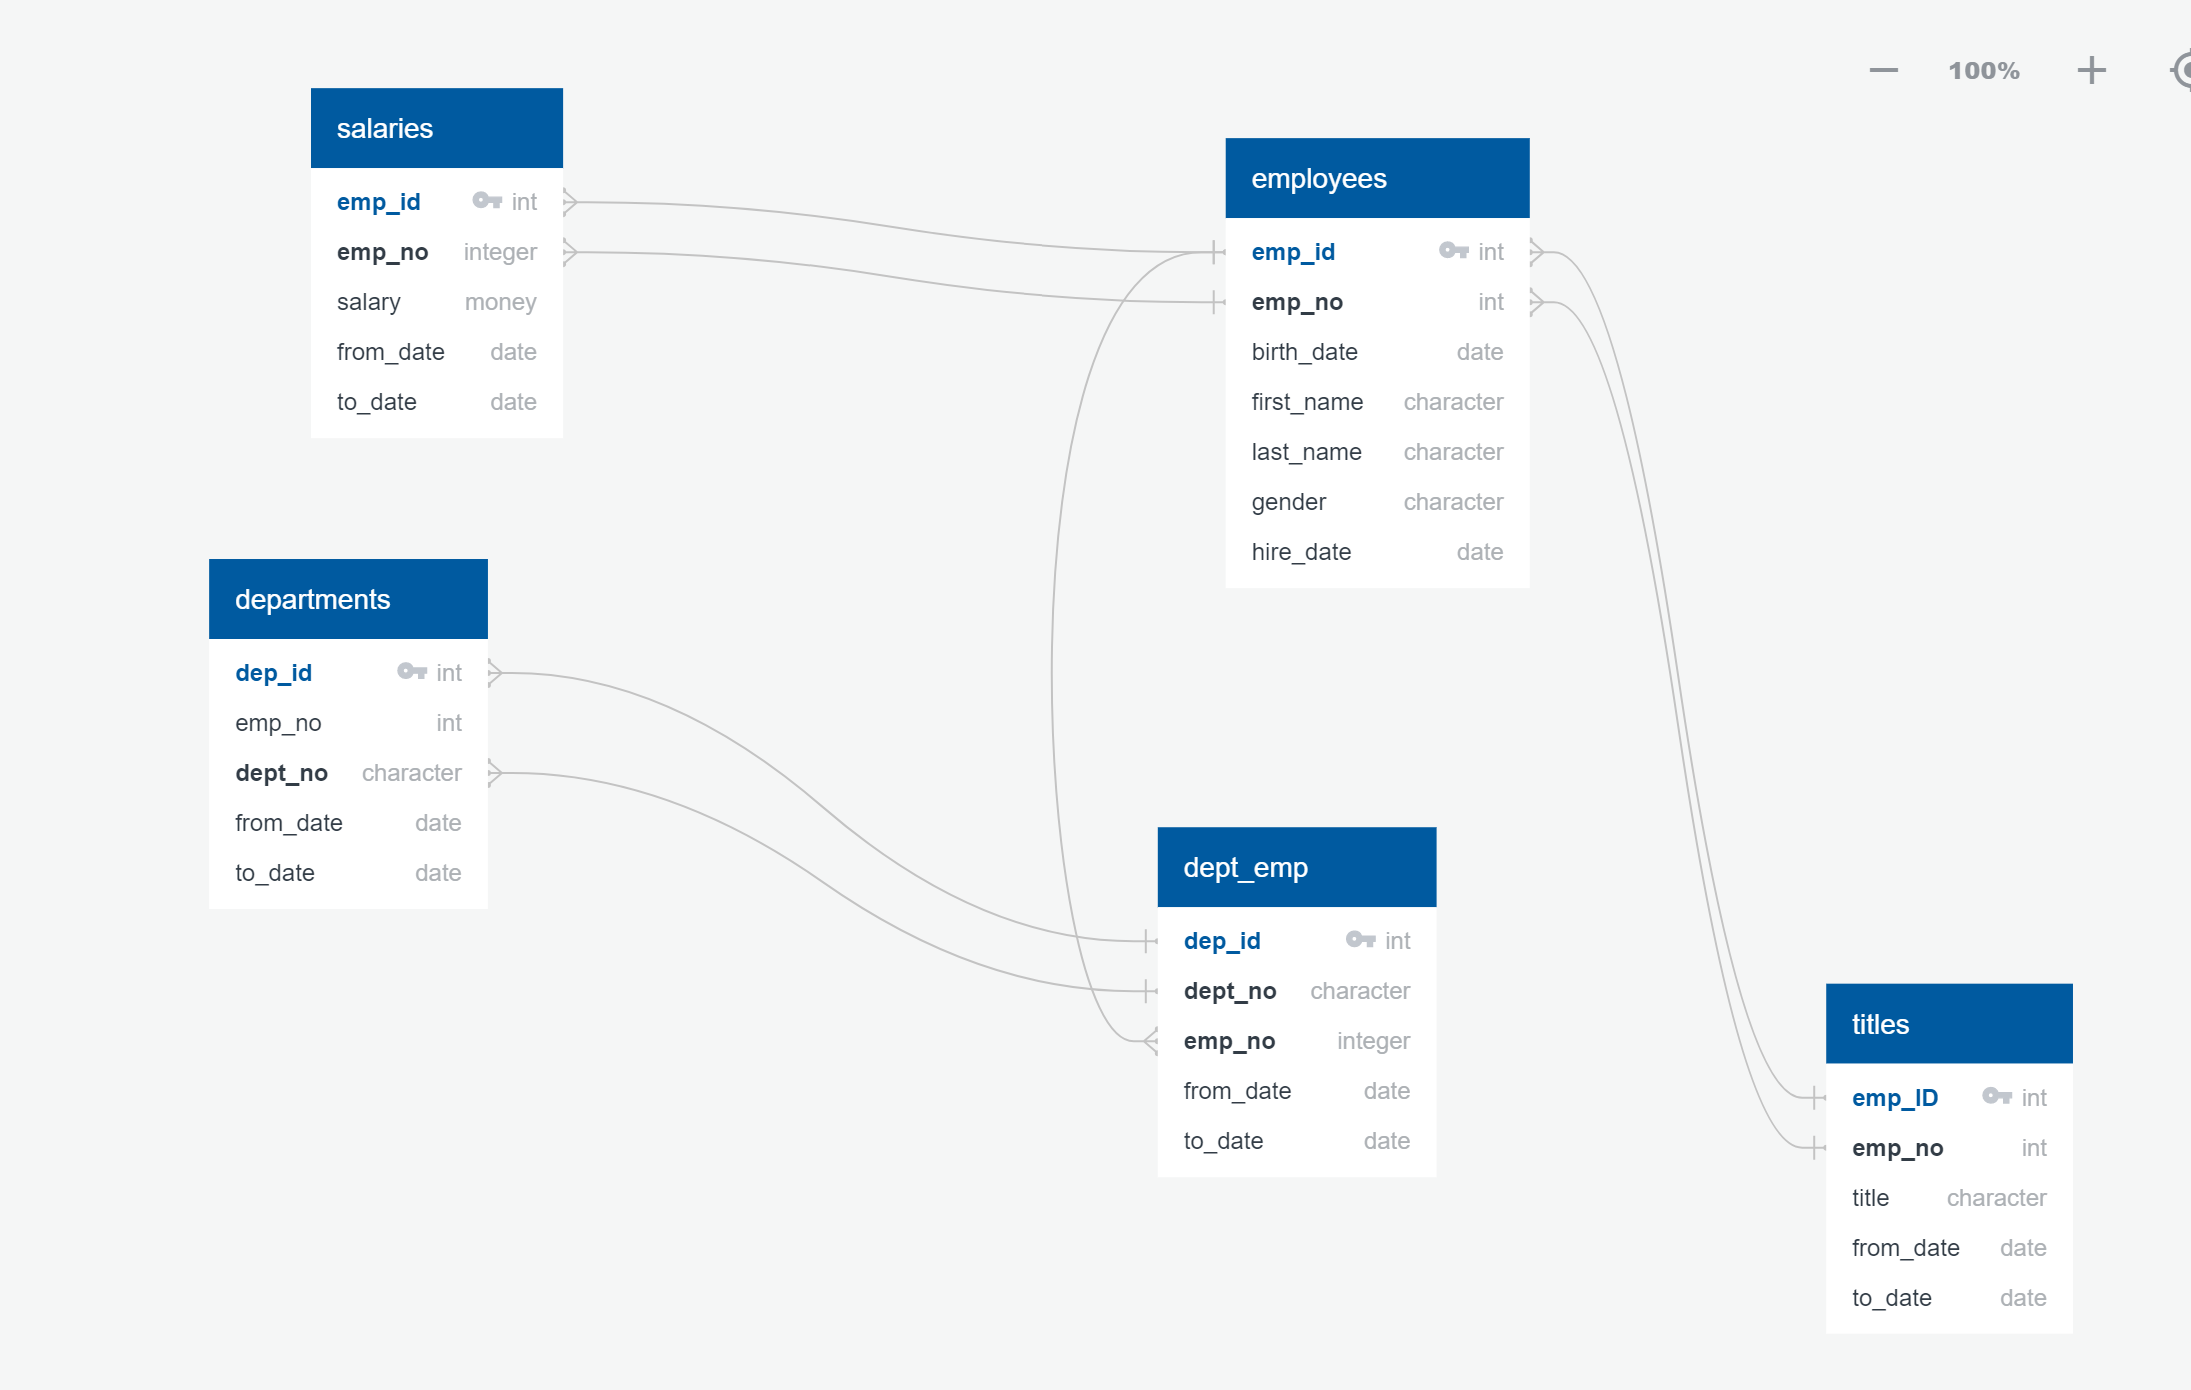 100%
salaries
emp_id int
emp_no integer
salary money
from_date date
to_date date
employees
emp_id int
emp_no int
birth_date date
first_name character
last_name character
gender character
hire_date date
departments
dep_id int
emp_no int
dept_no character
from_date date
to_date date
dept_emp
dep_id int
dept_no character
emp_no integer
from_date date
to_date date
titles
emp_ID int
emp_no int
title character
from_date date
to_date date